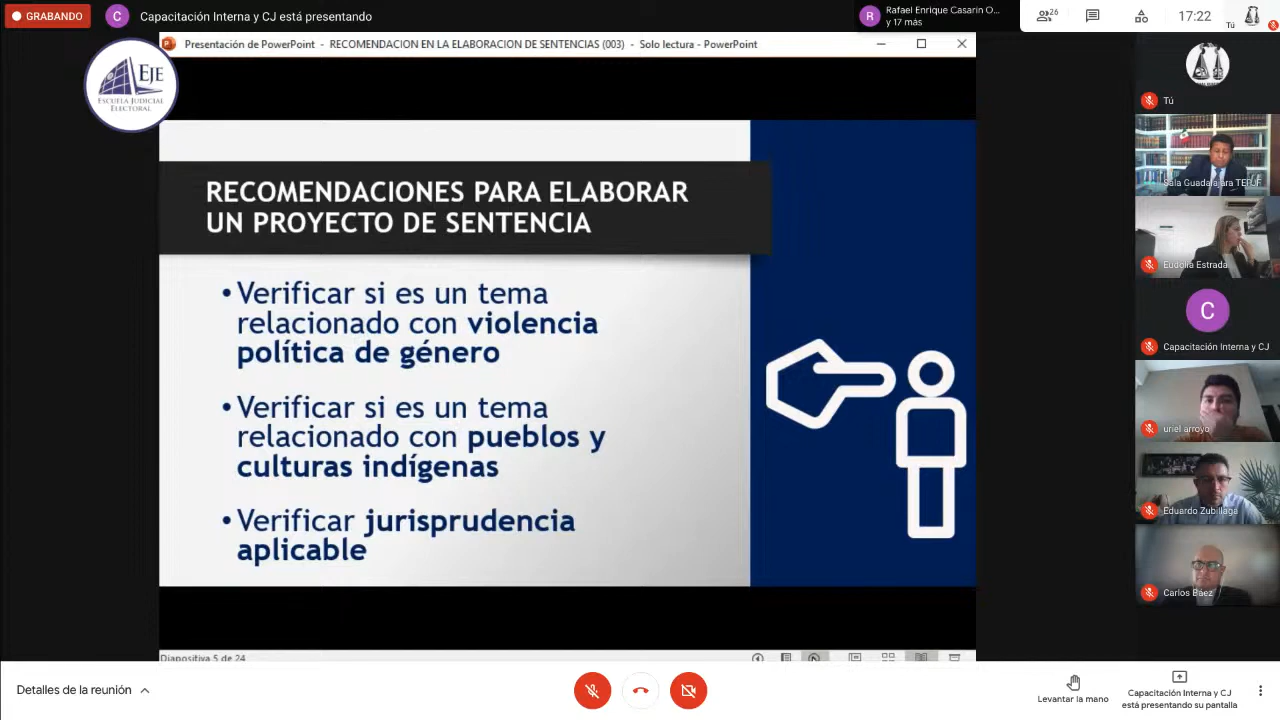 GRABANDO
C
Capacitación Interna y CJ está presentando
R
Rafael Enrique Casarin O...
y 17 más
26
17:22
Tú
EJE
ESCUELA JUDICIAL
ELECTORAL
Presentación de PowerPoint - RECOMENDACION EN LA ELABORACION DE SENTENCIAS (003) - Solo lectura - PowerPoint
RECOMENDACIONES PARA ELABORAR
UN PROYECTO DE SENTENCIA
• Verificar si es un tema
relacionado con violencia
política de género
• Verificar si es un tema
relacionado con pueblos y
culturas indígenas
• Verificar jurisprudencia
aplicable
Diapositiva 5 de 24
Tú
Sala Guadalajara TEPJF
Eudolia Estrada
C
Capacitación Interna y CJ
uriel arroyo
Eduardo Zubillaga
Carlos Báez
Detalles de la reunión
Levantar la mano
Capacitación Interna y CJ
está presentando su pantalla